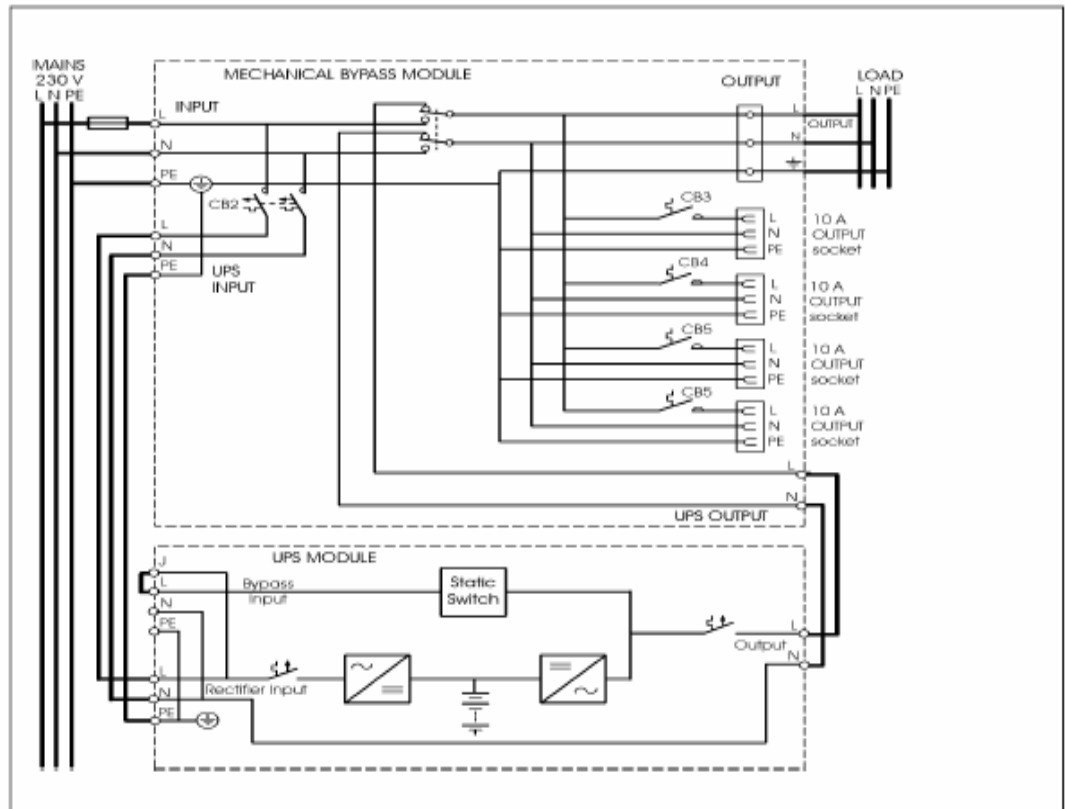 MAINS
230 V
L N PE
MECHANICAL BYPASS MODULE
OUTPUT
LOAD
L N PE
INPUT
L
L
OUTPUT
N
N
PE
CB2
CB3
L
10 A
N
OUTPUT
PE
socket
L
N
PE
UPS
INPUT
CB4
L
10 A
N
OUTPUT
PE
socket
CB5
L
10 A
N
OUTPUT
PE
socket
CB5
L
10 A
N
OUTPUT
PE
socket
L
N
UPS OUTPUT
UPS MODULE
J
L
Bypass
Input
Static
Switch
N
PE
L
Output
N
L
Rectifier Input
N
PE